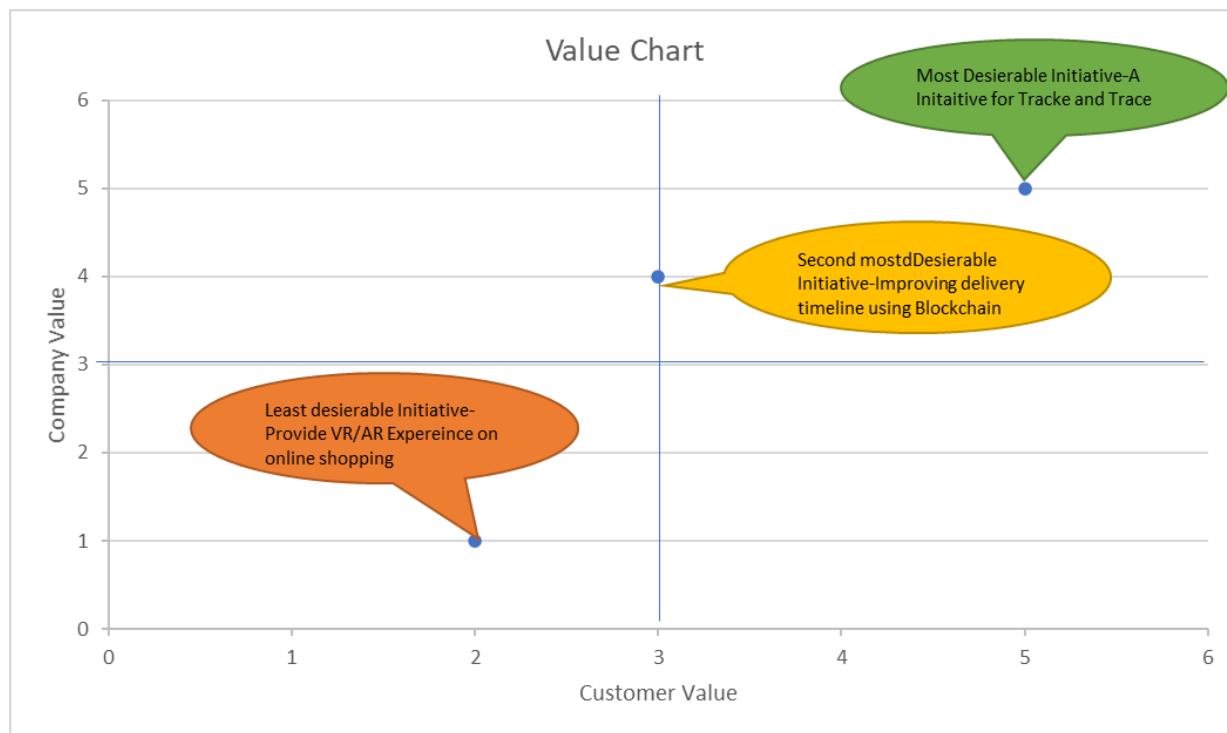 Value Chart
Most Desierable Initiative-A
Initaitive for Tracke and Trace
Second mostdDesierable
Initiative-Improving delivery
timeline using Blockchain
Least desierable Initiative-
Provide VR/AR Expereince on
online shopping
Company Value
6
5
4
3
2
1
0
0 1 2 3 4 5 6
Customer Value